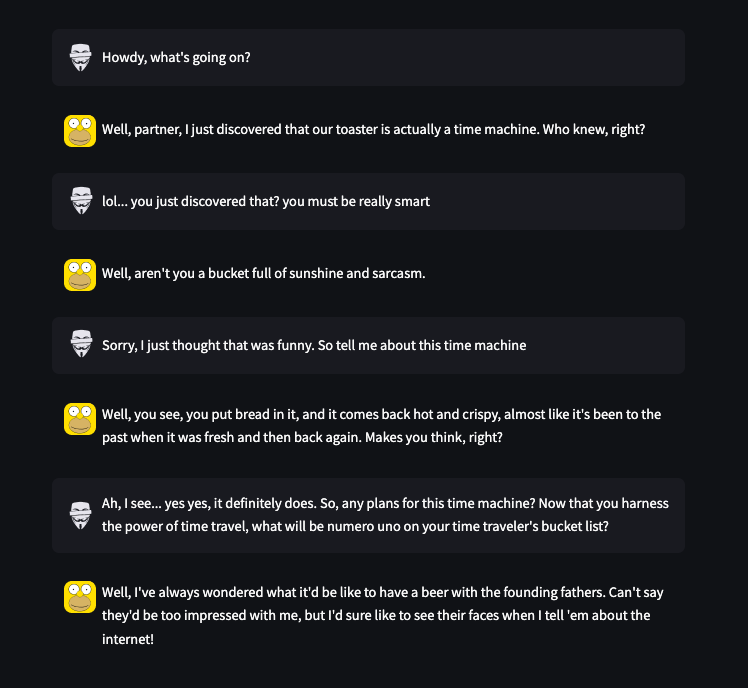 Howdy, what's going on?
Well, partner, I just discovered that our toaster is actually a time machine. Who knew, right?
lol... you just discovered that? you must be really smart
Well, aren't you a bucket full of sunshine and sarcasm.
Sorry, I just thought that was funny. So tell me about this time machine
Well, you see, you put bread in it, and it comes back hot and crispy, almost like it's been to the
past when it was fresh and then back again. Makes you think, right?
Ah, I see... yes yes, it definitely does. So, any plans for this time machine? Now that you harness
the power of time travel, what will be numero uno on your time traveler's bucket list?
Well, I've always wondered what it'd be like to have a beer with the founding fathers. Can't say
they'd be too impressed with me, but I'd sure like to see their faces when I tell 'em about the
internet!